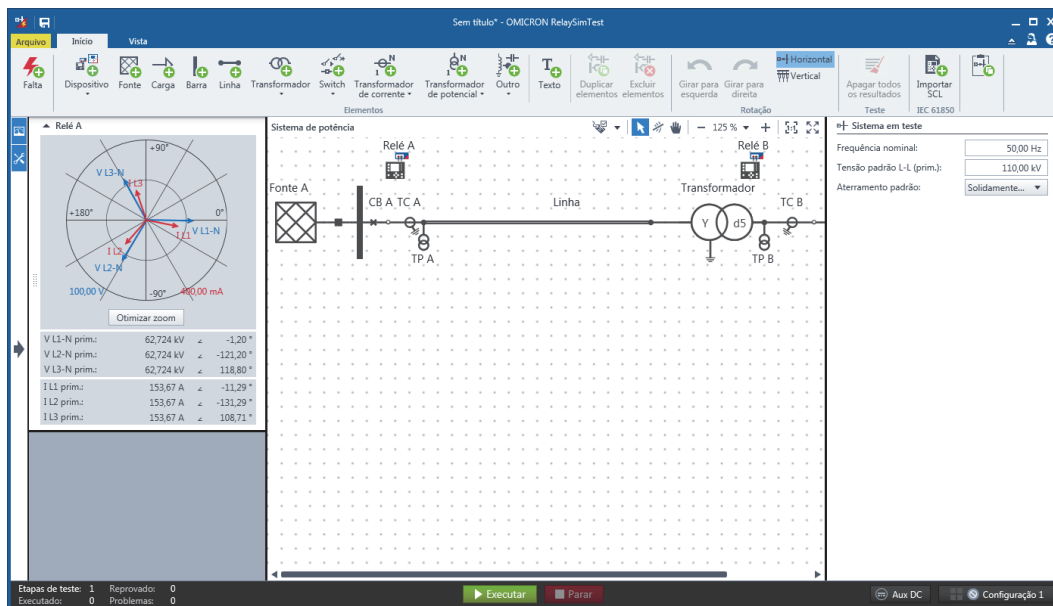 Sem título* - OMICRON RelaySimTest
Arquivo Início Vista
Falta Dispositivo Fonte Carga Barra Linha Transformador Switch Transformador de corrente Transformador de potencial Outro Texto Duplicar elementos Excluir elementos Girar para esquerda Girar para direita Horizontal Vertical Apagar todos os resultados Importar SCL
Elementos Rotação Teste IEC 61850
Relé A
+90°
V L3-N
I L3
+180°
0°
V L1-N
I L1
I L2
V L2-N
100,00 V
-90°
400,00 mA
Otimizar zoom
V L1-N prim.: 62,724 kV ∠ -1,20 °
V L2-N prim.: 62,724 kV ∠ -121,20 °
V L3-N prim.: 62,724 kV ∠ 118,80 °
I L1 prim.: 153,67 A ∠ -11,29 °
I L2 prim.: 153,67 A ∠ -131,29 °
I L3 prim.: 153,67 A ∠ 108,71 °
Sistema de potência 125 %
Relé A Relé B
Fonte A Transformador
CB A TC A Linha TC B
Y d5
TP A TP B
Sistema em teste
Frequência nominal: 50,00 Hz
Tensão padrão L-L (prim.): 110,00 kV
Aterramento padrão: Solidamente...
Etapas de teste: 1 Reprovado: 0
Executado: 0 Problemas: 0
Executar Parar Aux DC Configuração 1